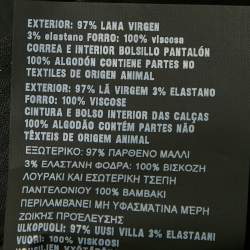 EXTERIOR: 97% LANA VIRGEN
3% elastano FORRO: 100% viscosa
CORREA E INTERIOR BOLSILLO PANTALÓN
100% ALGODÓN CONTIENE PARTES NO
TEXTILES DE ORIGEN ANIMAL
EXTERIOR: 97% LÃ VIRGEM 3% ELASTANO
FORRO: 100% VISCOSE
CINTURA E BOLSO INTERIOR DAS CALÇAS
100% ALGODÃO CONTÉM PARTES NÃO
TÊXTEIS DE ORIGEM ANIMAL
ΕΞΩΤΕΡΙΚΟ: 97% ΠΑΡΘΕΝΟ ΜΑΛΛΙ
3% ΕΛΑΣΤΑΝΗ ΦΟΔΡΑ: 100% ΒΙΣΚΟΖΗ
ΛΟΥΡΑΚΙ ΚΑΙ ΕΣΩΤΕΡΙΚΗ ΤΣΕΠΗ
ΠΑΝΤΕΛΟΝΙΟΥ 100% ΒΑΜΒΑΚΙ
ΠΕΡΙΛΑΜΒΑΝΕΙ ΜΗ ΥΦΑΣΜΑΤΙΝΑ ΜΕΡΗ
ΖΩΙΚΗΣ ΠΡΟΕΛΕΥΣΗΣ
ULKOPUOLI: 97% UUSI VILLA 3% ELASTAANI
VUORI: 100% VISKOOSI